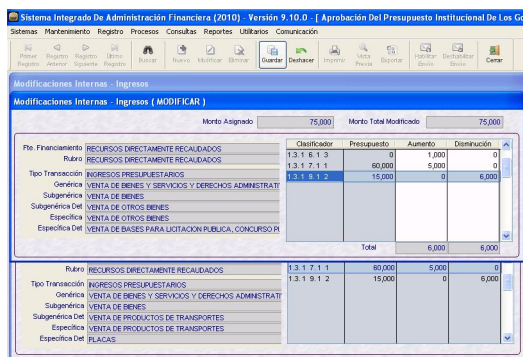 Sistema Integrado De Administración Financiera (2010) - Versión 9.10.0 - [ Aprobación Del Presupuesto Institucional De Los Go
Sistemas Mantenimiento Registro Procesos Consultas Reportes Utilitarios Comunicación
Primer Registro Registro Anterior Registro Siguiente Último Registro Buscar Nuevo Modificar Eliminar Guardar Deshacer Imprimir Vista Previa Exportar Habilitar Envío Deshabilitar Envío Cerrar
Modificaciones Internas - Ingresos
Modificaciones Internas - Ingresos ( MODIFICAR )
Monto Asignado 75,000 Monto Total Modificado 75,000
Clasificador Presupuesto Aumento Disminución
Fte. Financiamiento RECURSOS DIRECTAMENTE RECAUDADOS 1.3.1 6.1 3 0 1,000 0
Rubro RECURSOS DIRECTAMENTE RECAUDADOS 1.3.1 7.1 1 60,000 5,000 0
Tipo Transacción INGRESOS PRESUPUESTARIOS 1.3.1 9.1 2 15,000 0 6,000
Genérica VENTA DE BIENES Y SERVICIOS Y DERECHOS ADMINISTRATI
Subgenérica VENTA DE BIENES
Subgenérica Det VENTA DE OTROS BIENES
Específica VENTA DE OTROS BIENES
Específica Det VENTA DE BASES PARA LICITACION PUBLICA, CONCURSO P
Total 6,000 6,000
Rubro RECURSOS DIRECTAMENTE RECAUDADOS 1.3.1 7.1 1 60,000 5,000 0
Tipo Transacción INGRESOS PRESUPUESTARIOS 1.3.1 9.1 2 15,000 0 6,000
Genérica VENTA DE BIENES Y SERVICIOS Y DERECHOS ADMINISTRATI
Subgenérica VENTA DE BIENES
Subgenérica Det VENTA DE PRODUCTOS DE TRANSPORTES
Específica VENTA DE PRODUCTOS DE TRANSPORTES
Específica Det PLACAS